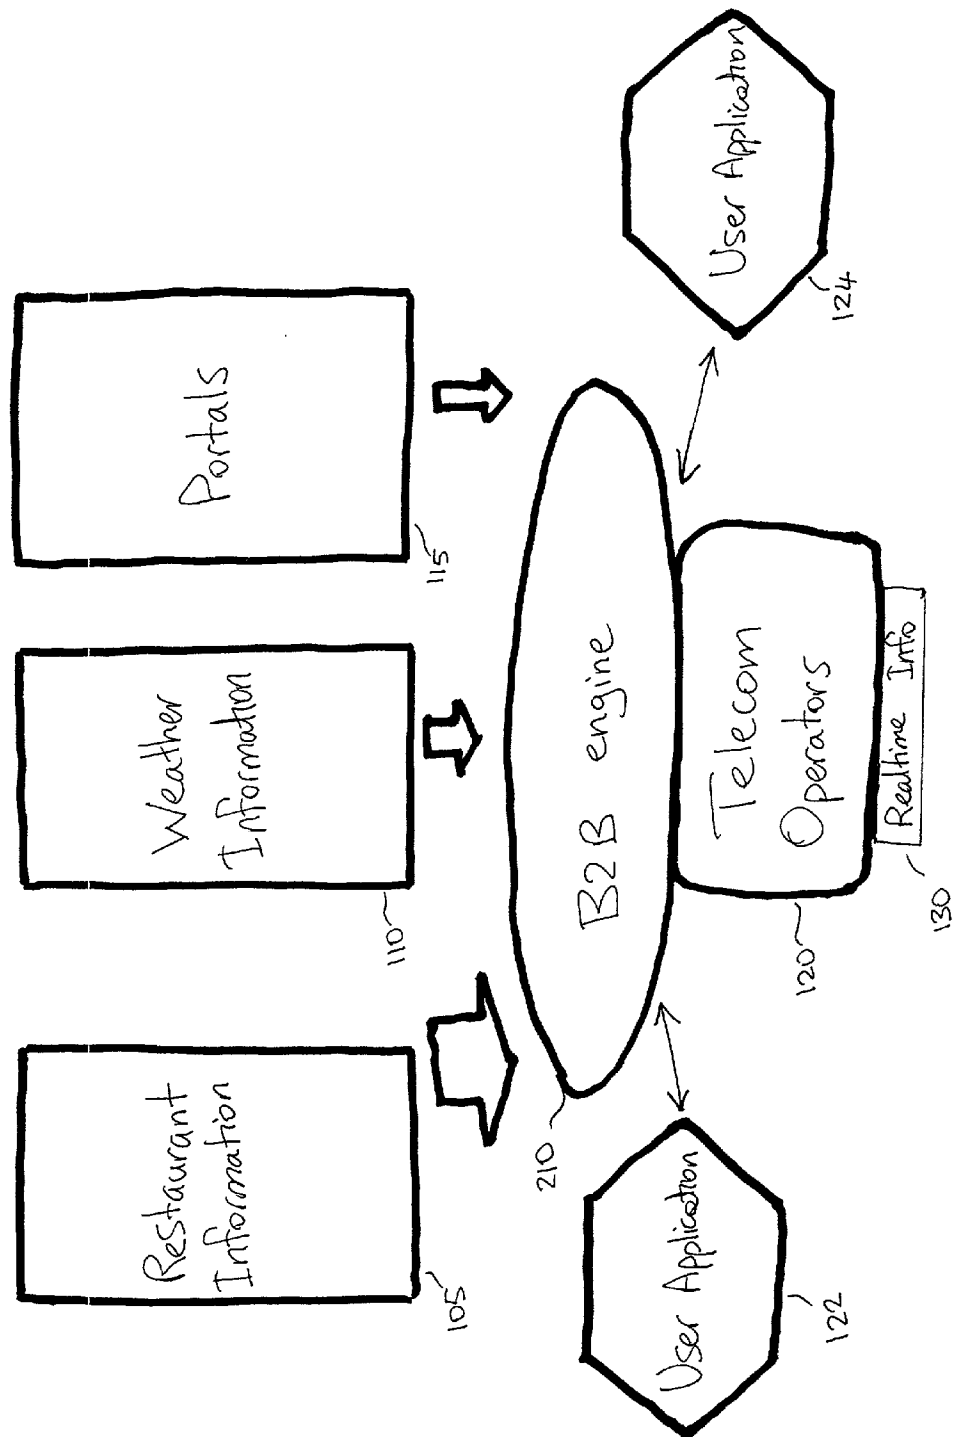 Restaurant
Information
105
Weather
Information
110
Portals
115
B2B engine
210
User Application
122
Telecom
Operators
120
Realtime Info
130
User Application
124